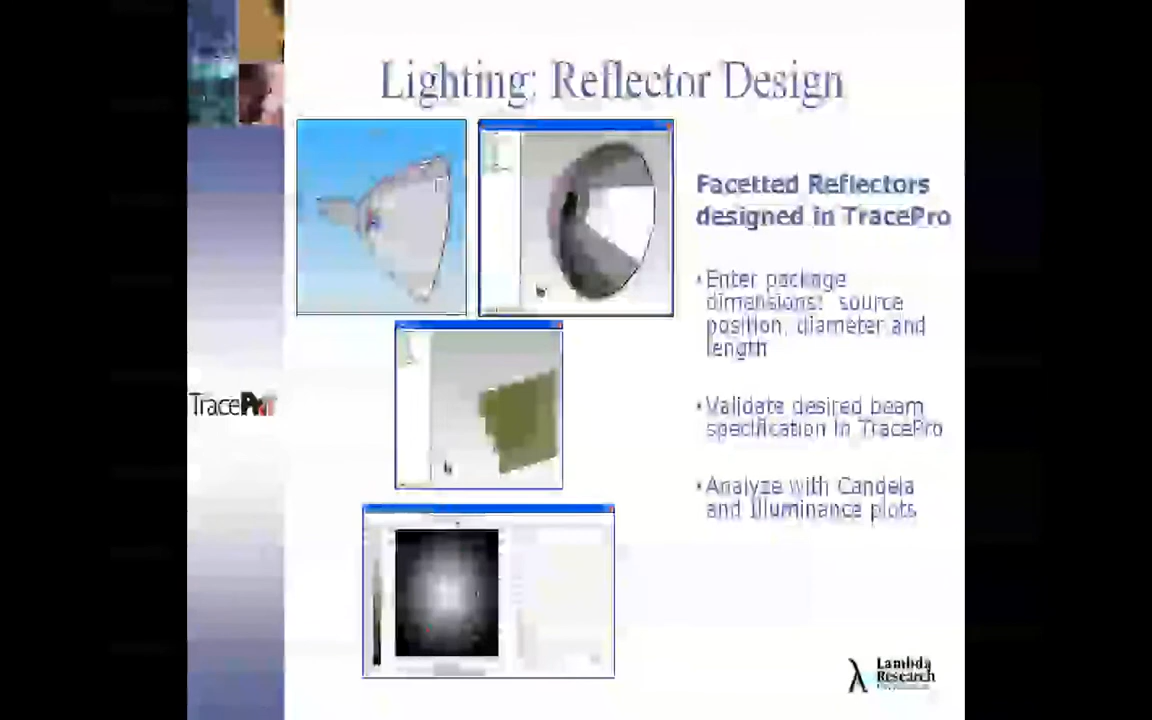 Lighting: Reflector Design
Facetted Reflectors
designed in TracePro
•Enter package
dimensions: source
position, diameter and
length
•Validate desired beam
specification in TracePro
•Analyze with Candela
and Illuminance plots
TracePro
λ Lambda
Research